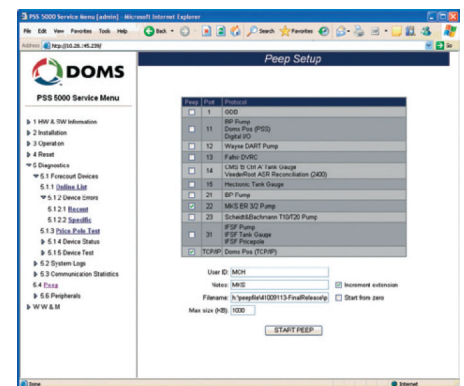 PSS 5000 Service Menu [admin] - Microsoft Internet Explorer
File Edit View Favorites Tools Help
Back
Search
Favorites
Address http://10.28.145.239/
Go
DOMS
PSS 5000 Service Menu
1 HW & SW Information
2 Installation
3 Operation
4 Reset
5 Diagnostics
5.1 Forecourt Devices
5.1.1 Online List
5.1.2 Device Errors
5.1.2.1 Recent
5.1.2.2 Specific
5.1.3 Price Pole Test
5.1.4 Device Status
5.1.5 Device Test
5.2 System Logs
5.3 Communication Statistics
5.4 Peep
5.6 Peripherals
W W & M
Peep Setup
Peep Port Protocol
1 GDB
11 BP Pump
Doms Pos (PSS)
Digital I/O
12 Wayne DART Pump
13 Fafnir DVRC
14
VeederRoot ASR Reconciliation (2400)
15 Hectronic Tank Gauge
21 BP Pump
22 MKS ER 3/2 Pump
23 Scheidt&Bachmann T10/T20 Pump
31 IFSF Pump
IFSF Tank Gauge
IFSF Pricepole
TCP/IP Doms Pos (TCP/IP)
User ID: MCH
Notes: MKS
Increment extension
Filename: h:\peepfile\41009113-FinalRelease\p
Start from zero
Max size (KB): 1000
START PEEP
Done
Internet